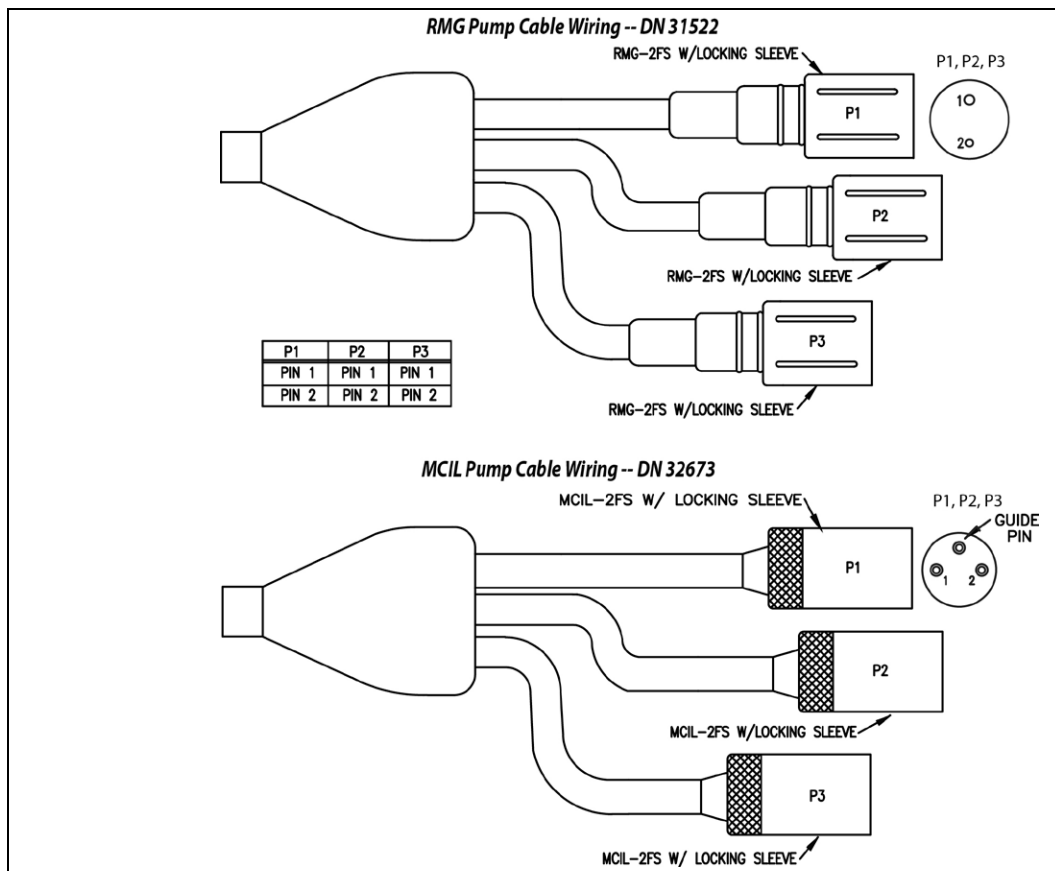 RMG Pump Cable Wiring -- DN 31522
RMG-2FS W/LOCKING SLEEVE
P1, P2, P3
P1
1
2
P2
RMG-2FS W/LOCKING SLEEVE
P3
P1 P2 P3
PIN 1 PIN 1 PIN 1
PIN 2 PIN 2 PIN 2
RMG-2FS W/LOCKING SLEEVE
MCIL Pump Cable Wiring -- DN 32673
MCIL-2FS W/ LOCKING SLEEVE
P1, P2, P3
GUIDE
PIN
P1
1 2
P2
MCIL-2FS W/LOCKING SLEEVE
P3
MCIL-2FS W/ LOCKING SLEEVE